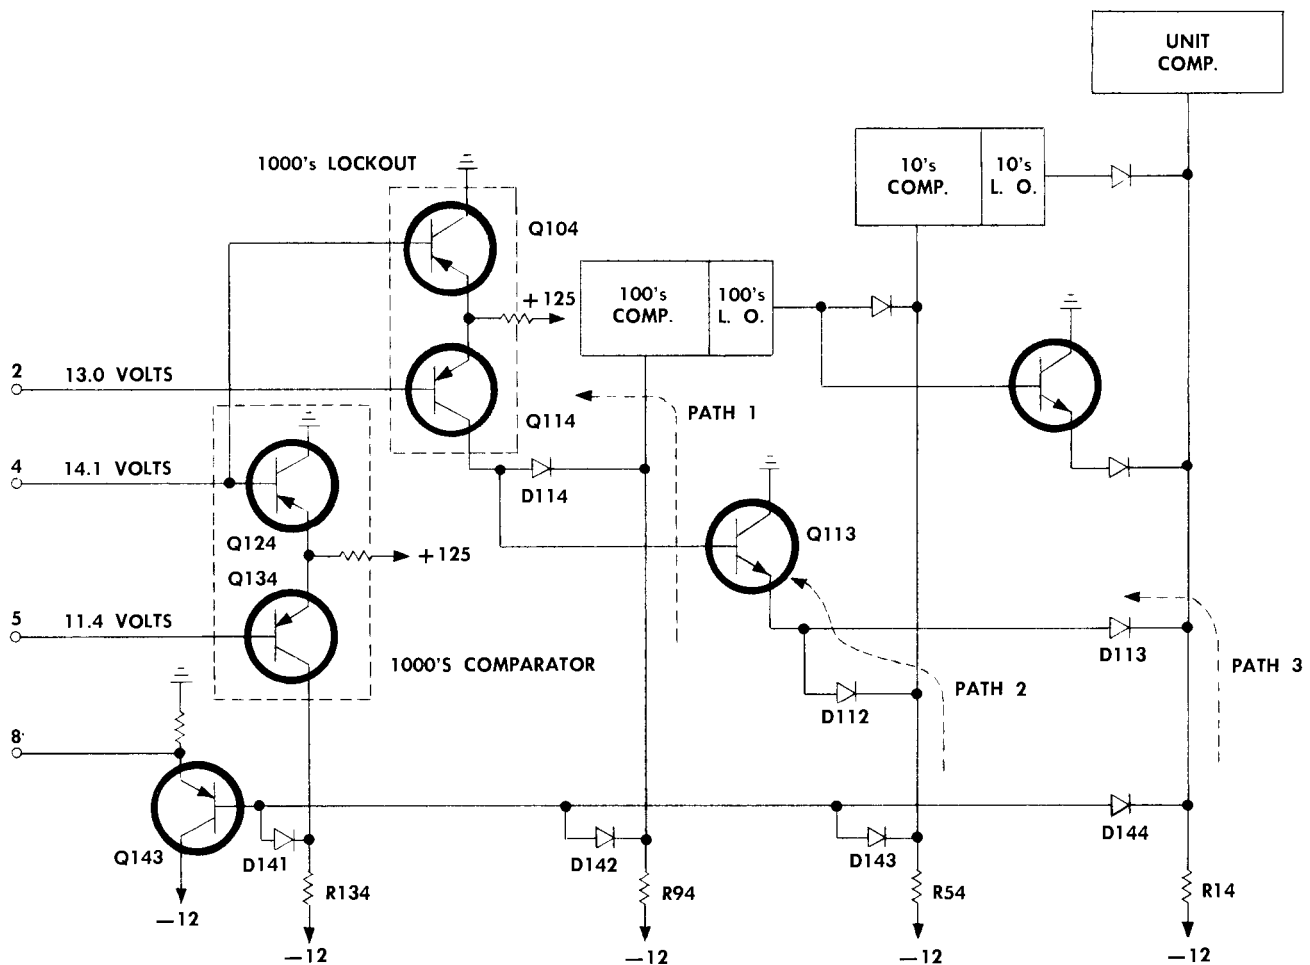 UNIT
COMP.
10's
COMP.
10's
L. O.
1000's LOCKOUT
Q104
+125
100's
COMP.
100's
L. O.
2
13.0 VOLTS
Q114
PATH 1
4
14.1 VOLTS
D114
Q124
+125
Q113
Q134
5
11.4 VOLTS
1000'S COMPARATOR
D113
PATH 3
PATH 2
D112
8
Q143
D141
D142
D143
D144
R134
R94
R54
R14
−12
−12
−12
−12
−12